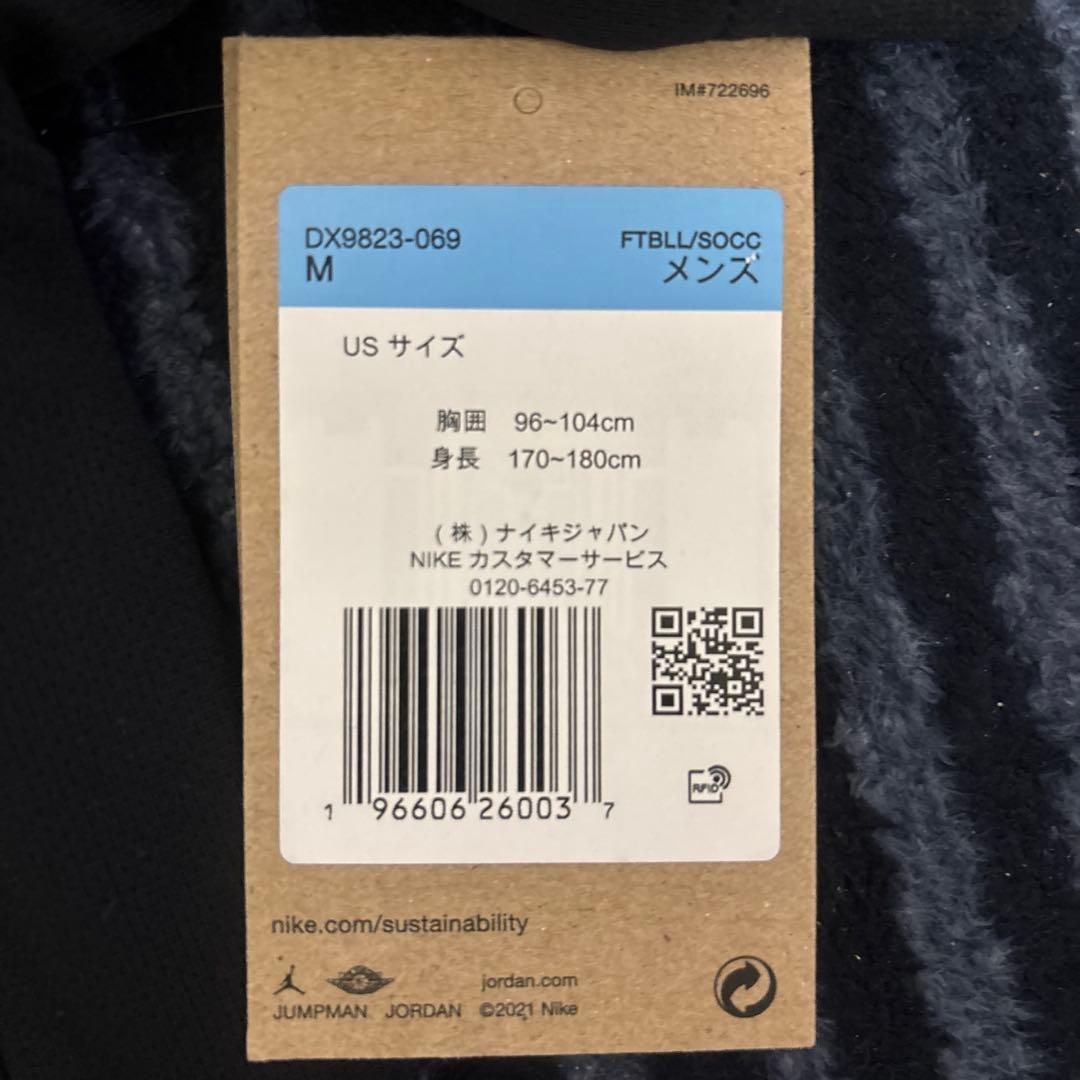 IM#722696
DX9823-069
FTBLL/SOCC
M
メンズ
US サイズ
胸囲 96~104cm
身長 170~180cm
(株)ナイキジャパン
NIKE カスタマーサービス
0120-6453-77
RFID
1 96606 26003 7
nike.com/sustainability
jordan.com
JUMPMAN JORDAN ©2021 Nike